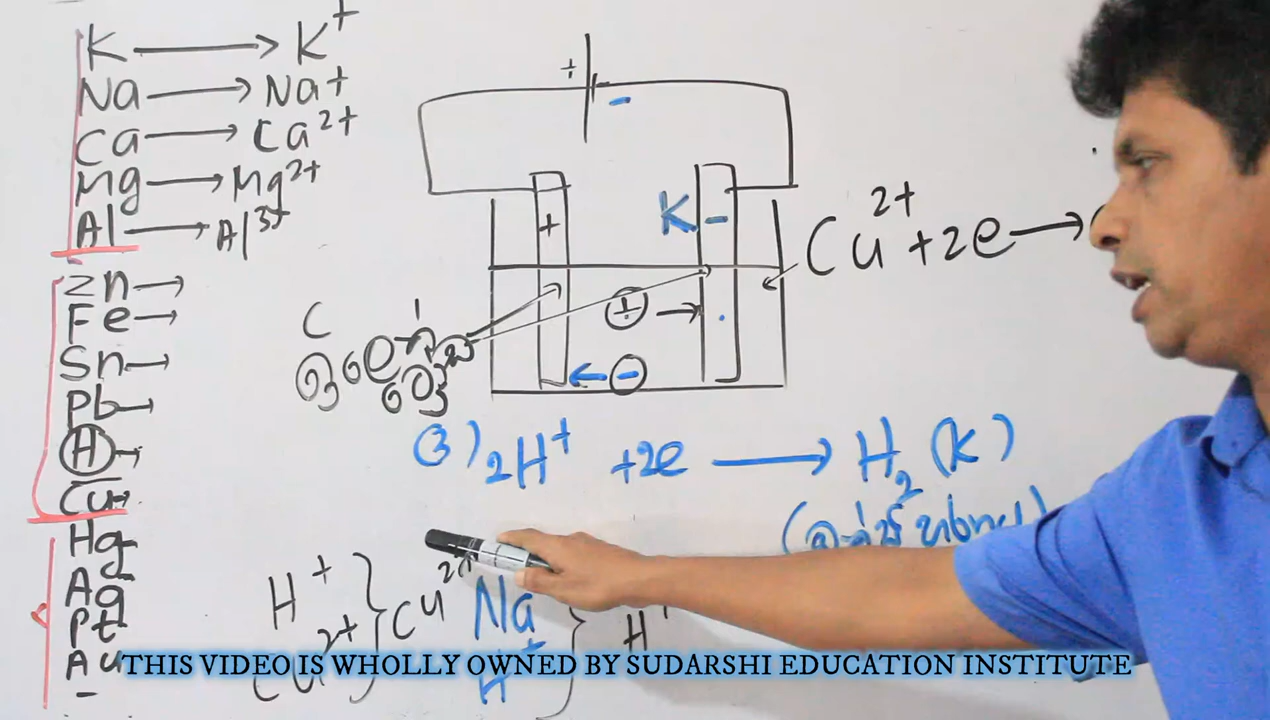 K → K⁺
Na → Na⁺
Ca → Ca²⁺
Mg → Mg²⁺
Al → Al³⁺
Zn →
Fe →
Sn →
Pb →
H →
Cu →
Hg
Ag
Pt
Au
+
-
+
K -
+ →
← -
C
Cu²⁺ + 2e →
3) 2H⁺ + 2e → H₂ (K)
H⁺
Cu²⁺
} Cu²⁺
Na⁺
H⁺
} H⁺
THIS VIDEO IS WHOLLY OWNED BY SUDARSHI EDUCATION INSTITUTE